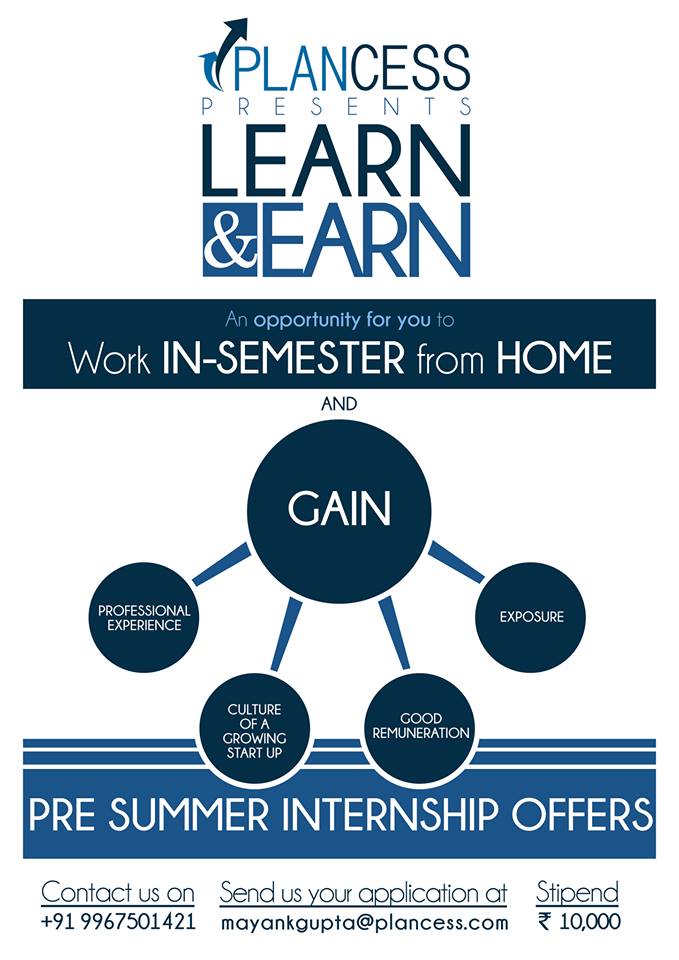 PLANCESS
PRESENTS
LEARN
&EARN
An opportunity for you to
Work IN-SEMESTER from HOME
AND
GAIN
PROFESSIONAL
EXPERIENCE
EXPOSURE
CULTURE
OF A
GROWING
START UP
GOOD
REMUNERATION
PRE SUMMER INTERNSHIP OFFERS
Contact us on
+91 9967501421
Send us your application at
mayankgupta@plancess.com
Stipend
₹ 10,000